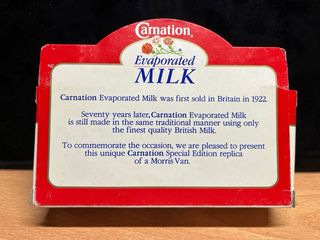 Carnation
Evaporated
MILK
Carnation Evaporated Milk was first sold in Britain in 1922.
Seventy years later, Carnation Evaporated Milk
is still made in the same traditional manner using only
the finest quality British Milk.
To commemorate the occasion, we are pleased to present
this unique Carnation Special Edition replica
of a Morris Van.